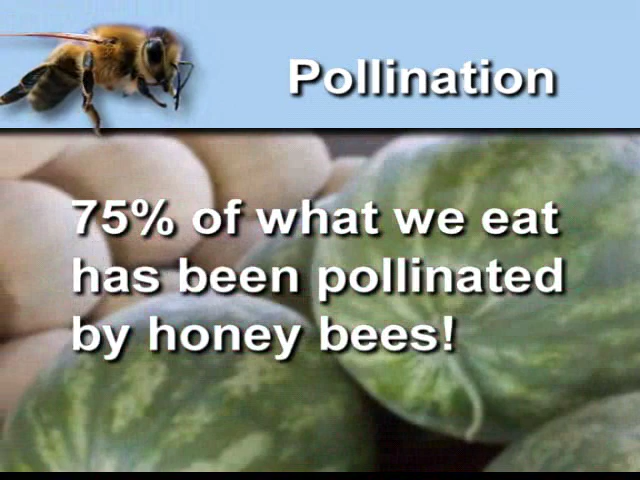 Pollination
75% of what we eat
has been pollinated
by honey bees!